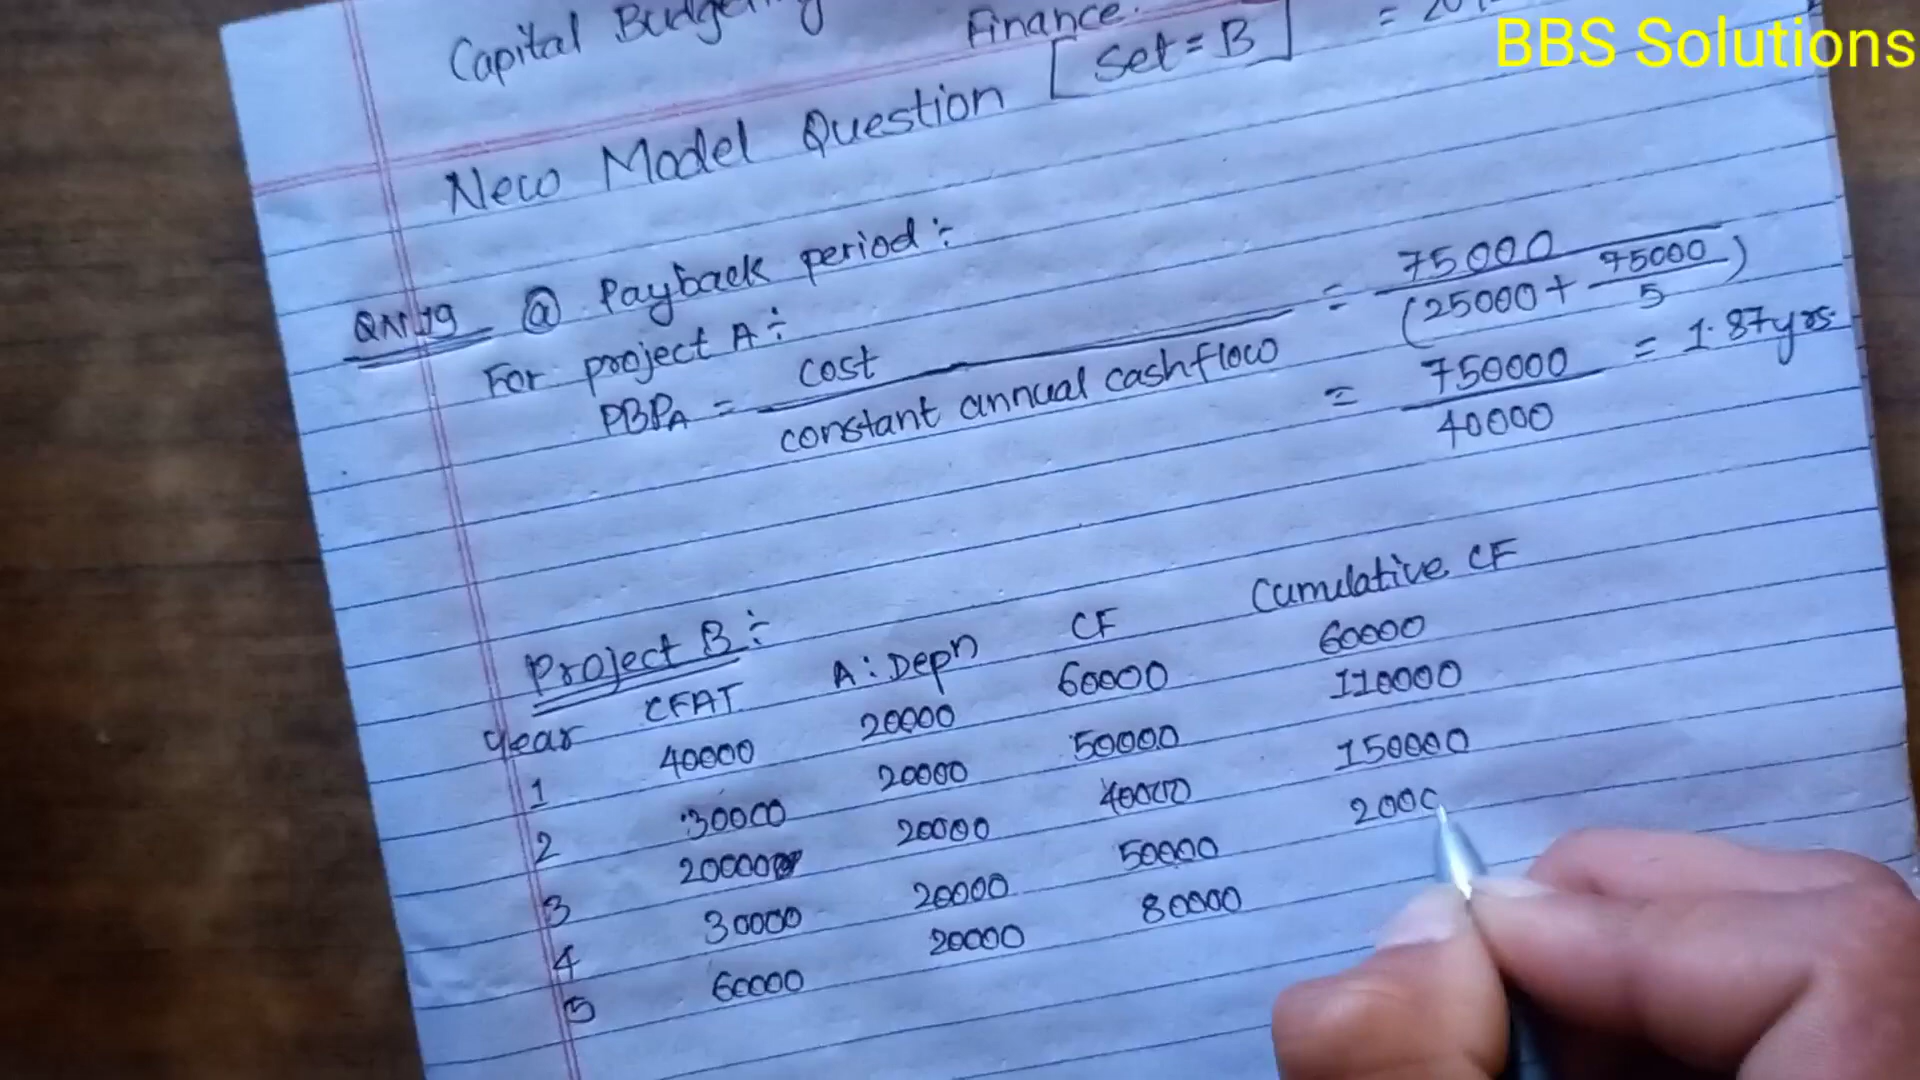 BBS Solutions
Capital Budgeting
Finance.
New Model Question [Set = B]
QN.19 @ Payback period :-
For project A :-
PBPA = cost / constant annual cashflow = 75000 / (25000 + 75000 / 5)
= 750000 / 40000 = 1.87yrs.
Project B :-
year CFAT A:Depn CF Cumulative CF
1 40000 20000 60000 60000
2 30000 20000 50000 110000
3 20000 20000 40000 150000
4 30000 20000 50000 2000
5 60000 20000 80000